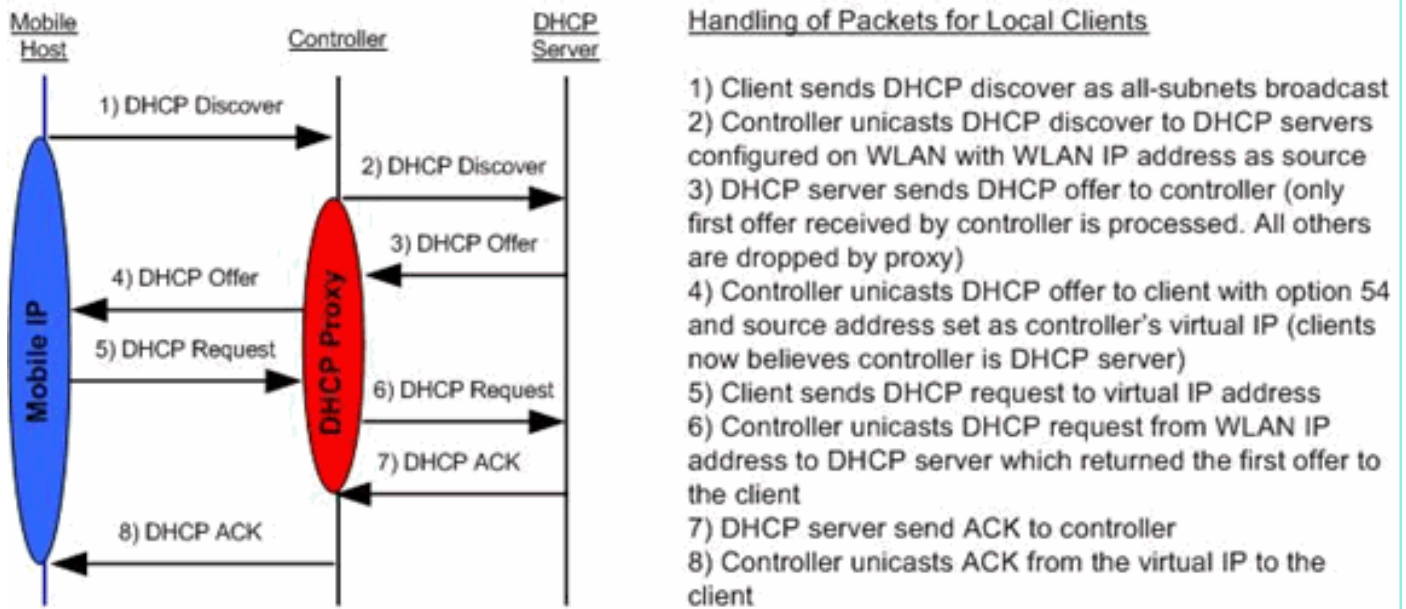 Mobile
Host
Controller
DHCP
Server
1) DHCP Discover
2) DHCP Discover
3) DHCP Offer
4) DHCP Offer
5) DHCP Request
6) DHCP Request
7) DHCP ACK
8) DHCP ACK
Mobile IP
DHCP Proxy
Handling of Packets for Local Clients
1) Client sends DHCP discover as all-subnets broadcast
2) Controller unicasts DHCP discover to DHCP servers
configured on WLAN with WLAN IP address as source
3) DHCP server sends DHCP offer to controller (only
first offer received by controller is processed. All others
are dropped by proxy)
4) Controller unicasts DHCP offer to client with option 54
and source address set as controller's virtual IP (clients
now believes controller is DHCP server)
5) Client sends DHCP request to virtual IP address
6) Controller unicasts DHCP request from WLAN IP
address to DHCP server which returned the first offer to
the client
7) DHCP server send ACK to controller
8) Controller unicasts ACK from the virtual IP to the
client